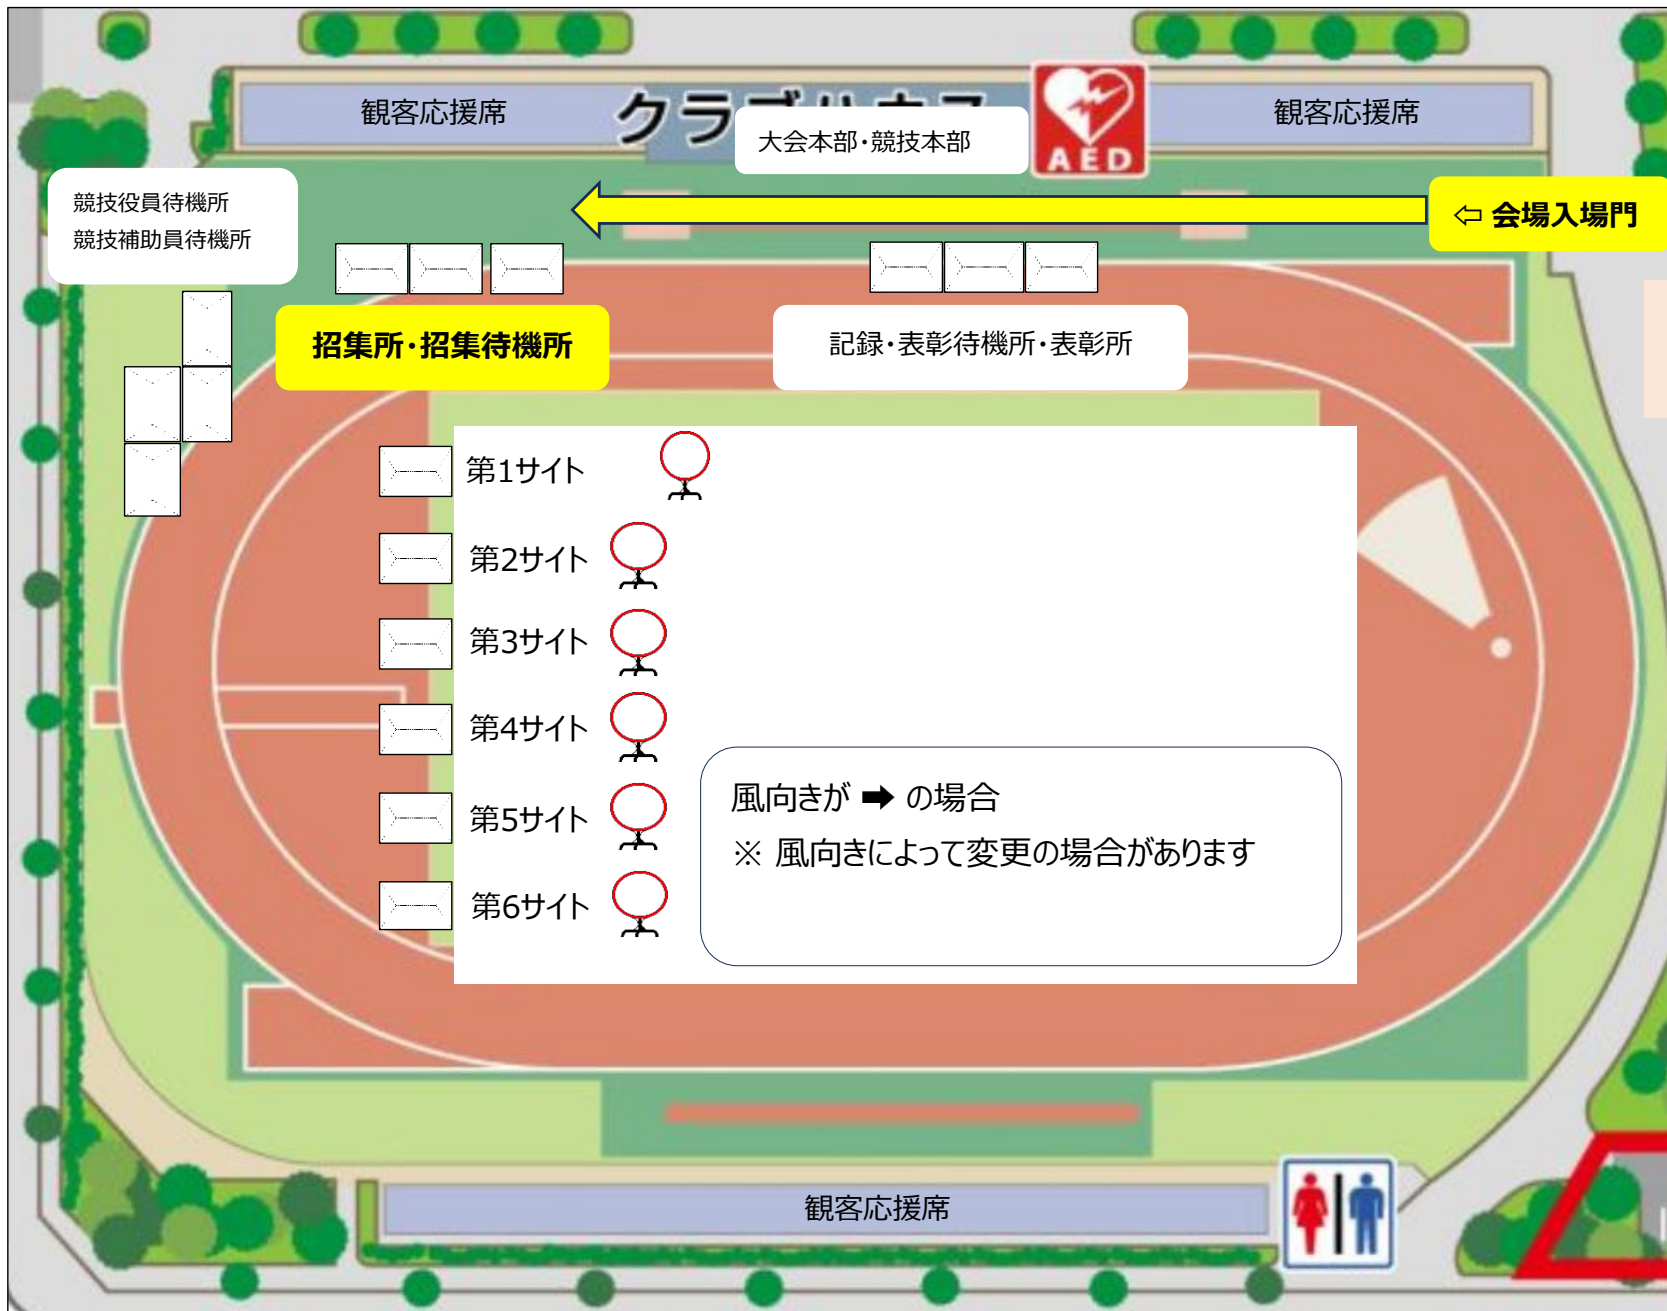 観客応援席
クラブハウス
観客応援席
大会本部・競技本部
AED
競技役員待機所
競技補助員待機所
⇦ 会場入場門
招集所・招集待機所
記録・表彰待機所・表彰所
第1サイト
第2サイト
第3サイト
第4サイト
第5サイト
第6サイト
風向きが ➡ の場合
※ 風向きによって変更の場合があります
観客応援席